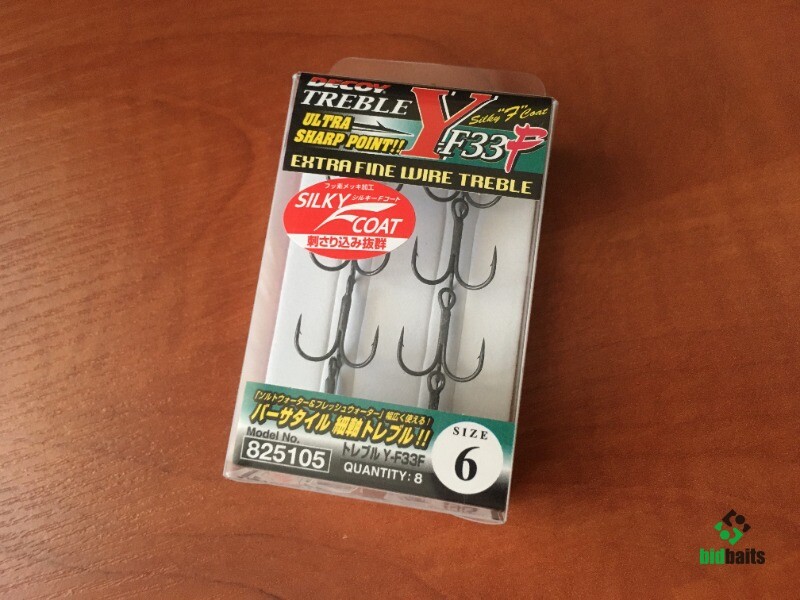 DECOY
TREBLE
Y-F33F
Silky "F" Coat
ULTRA
SHARP POINT!!
EXTRA FINE WIRE TREBLE
フッ素メッキ加工
シルキーFコート
SILKY F COAT
刺さり込み抜群
「ソルトウォーター&フレッシュウォーター」幅広く使える!
バーサタイル 細軸トレブル!!
Model No.
825105
トレブル Y-F33F
QUANTITY: 8
SIZE
6
bidbaits